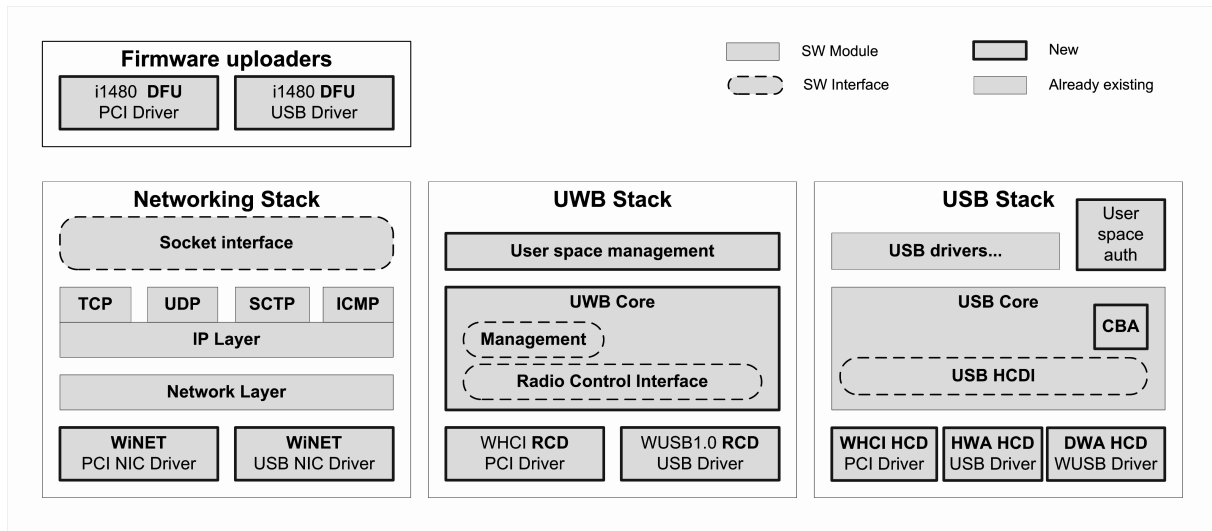 Firmware uploaders
i1480 DFU
PCI Driver
i1480 DFU
USB Driver
SW Module
New
SW Interface
Already existing
Networking Stack
Socket interface
TCP
UDP
SCTP
ICMP
IP Layer
Network Layer
WiNET
PCI NIC Driver
WiNET
USB NIC Driver
UWB Stack
User space management
UWB Core
Management
Radio Control Interface
WHCI RCD
PCI Driver
WUSB1.0 RCD
USB Driver
USB Stack
User
space
auth
USB drivers...
USB Core
CBA
USB HCDI
WHCI HCD
PCI Driver
HWA HCD
USB Driver
DWA HCD
WUSB Driver